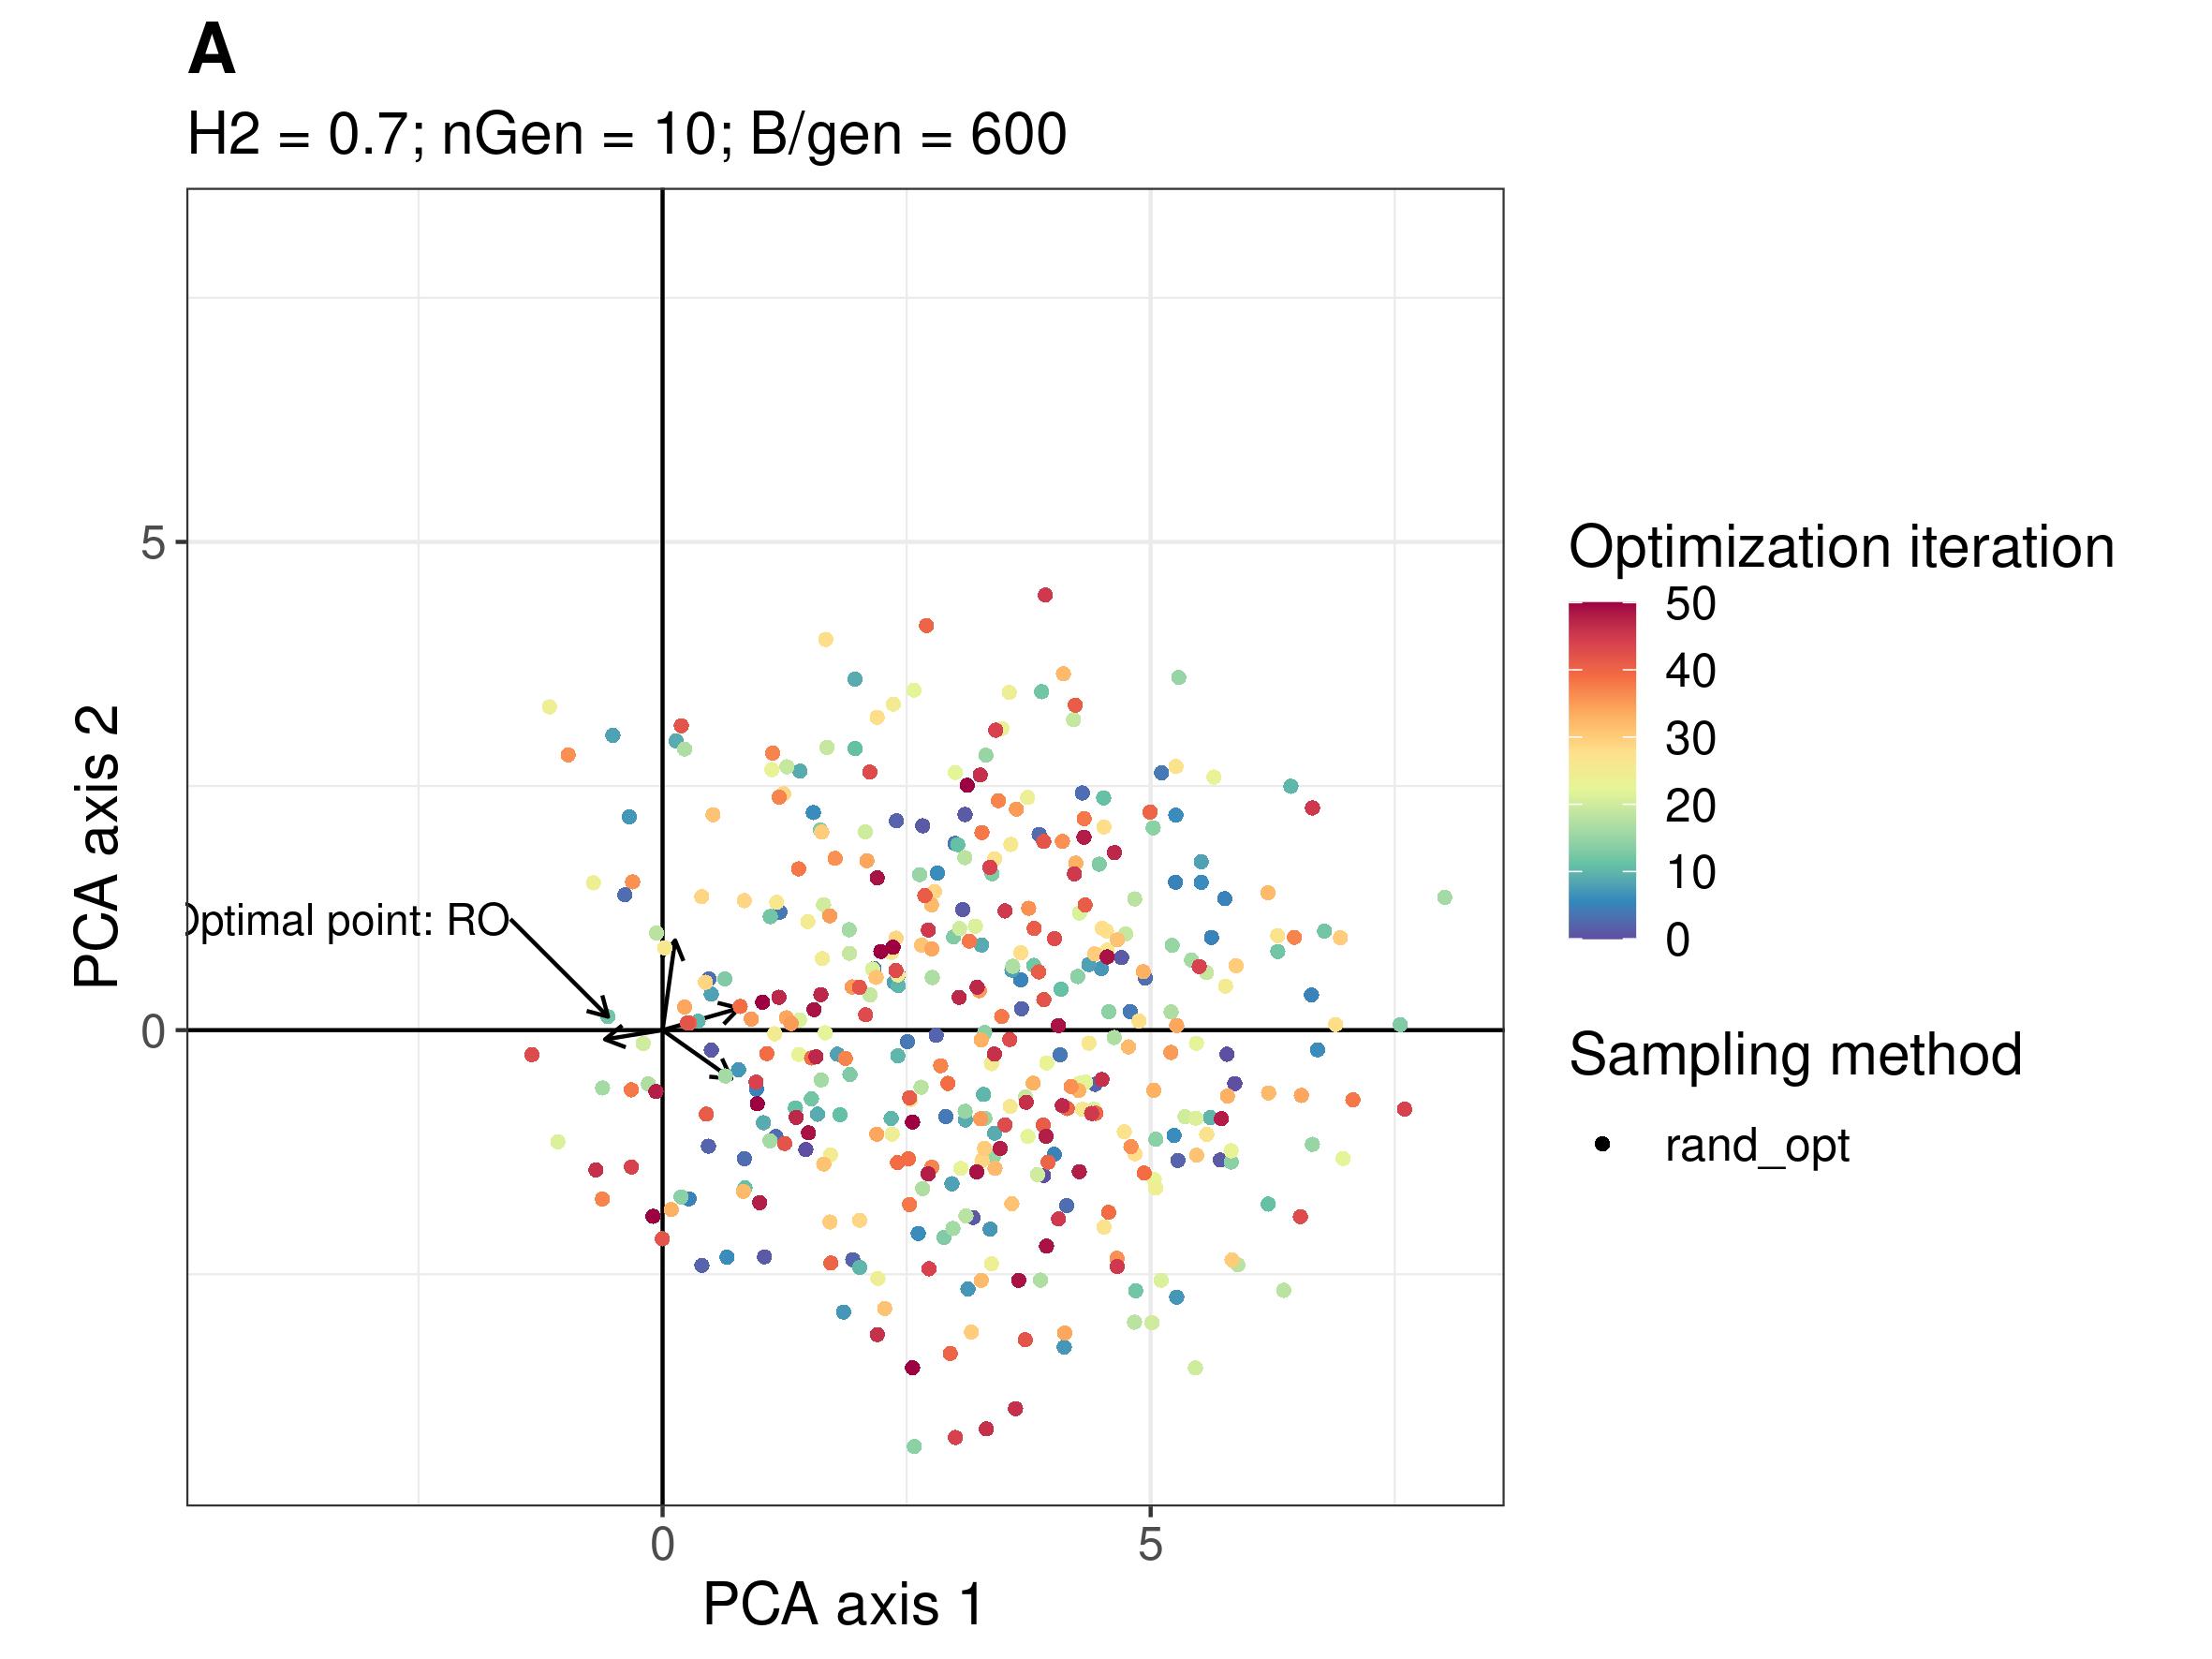 A
H2 = 0.7; nGen = 10; B/gen = 600
PCA axis 2
5
0
Optimal point: RO
0
5
PCA axis 1
Optimization iteration
50
40
30
20
10
0
Sampling method
rand_opt